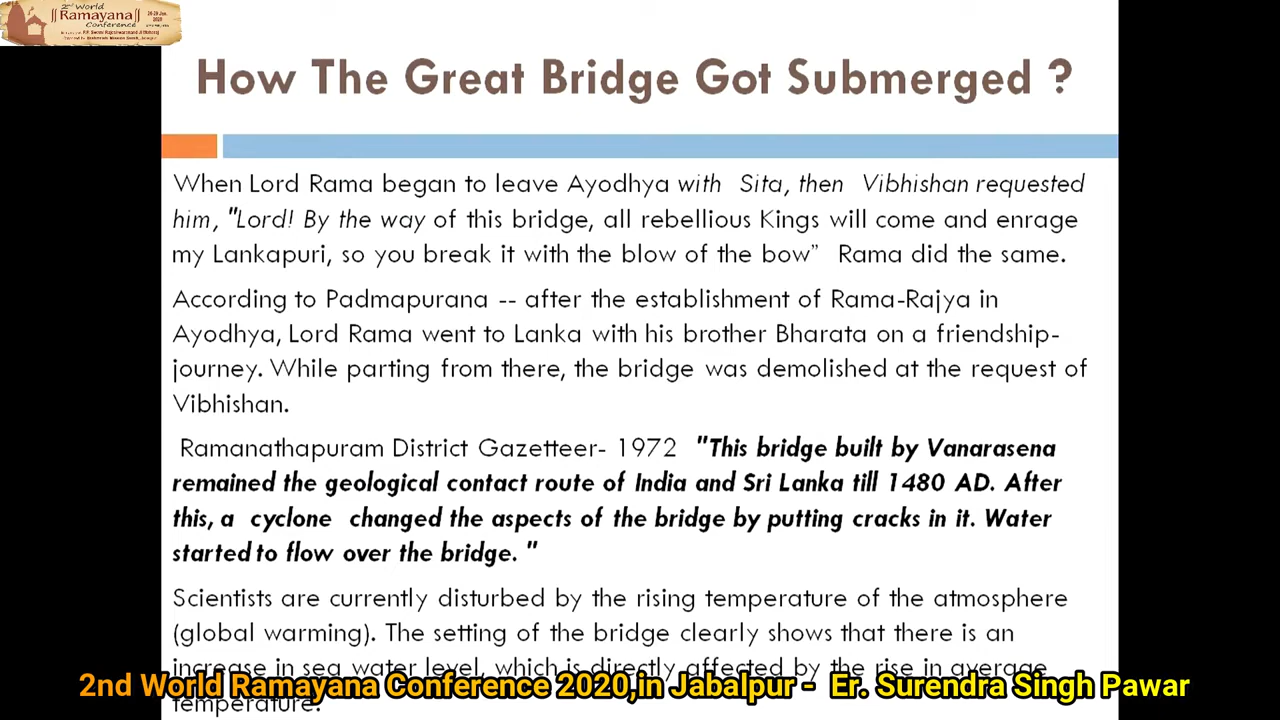 2nd World
Ramayana
Conference
How The Great Bridge Got Submerged ?
When Lord Rama began to leave Ayodhya with Sita, then Vibhishan requested
him, "Lord! By the way of this bridge, all rebellious Kings will come and enrage
my Lankapuri, so you break it with the blow of the bow” Rama did the same.
According to Padmapurana -- after the establishment of Rama-Rajya in
Ayodhya, Lord Rama went to Lanka with his brother Bharata on a friendship-
journey. While parting from there, the bridge was demolished at the request of
Vibhishan.
Ramanathapuram District Gazetteer- 1972 "This bridge built by Vanarasena
remained the geological contact route of India and Sri Lanka till 1480 AD. After
this, a cyclone changed the aspects of the bridge by putting cracks in it. Water
started to flow over the bridge. "
Scientists are currently disturbed by the rising temperature of the atmosphere
(global warming). The setting of the bridge clearly shows that there is an
increase in sea water level, which is directly affected by the rise in average
temperature.
2nd World Ramayana Conference 2020,in Jabalpur - Er. Surendra Singh Pawar